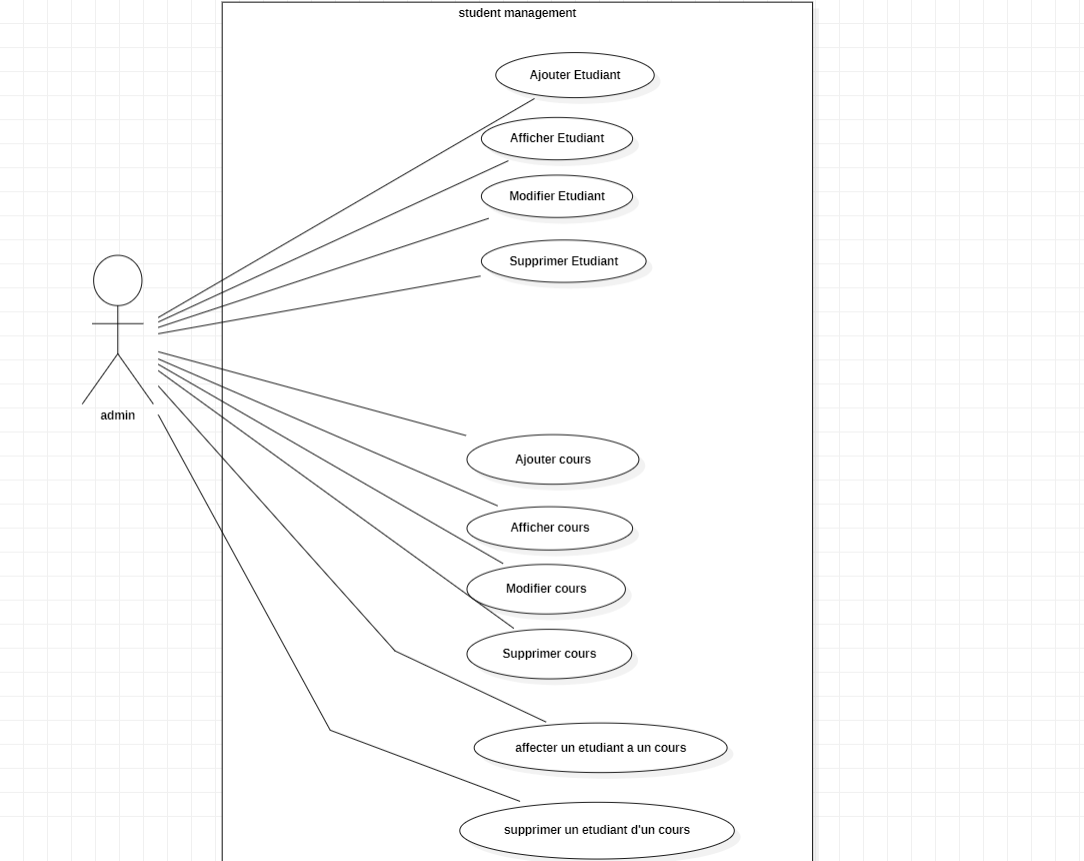 student management
Ajouter Etudiant
Afficher Etudiant
Modifier Etudiant
Supprimer Etudiant
admin
Ajouter cours
Afficher cours
Modifier cours
Supprimer cours
affecter un etudiant a un cours
supprimer un etudiant d'un cours